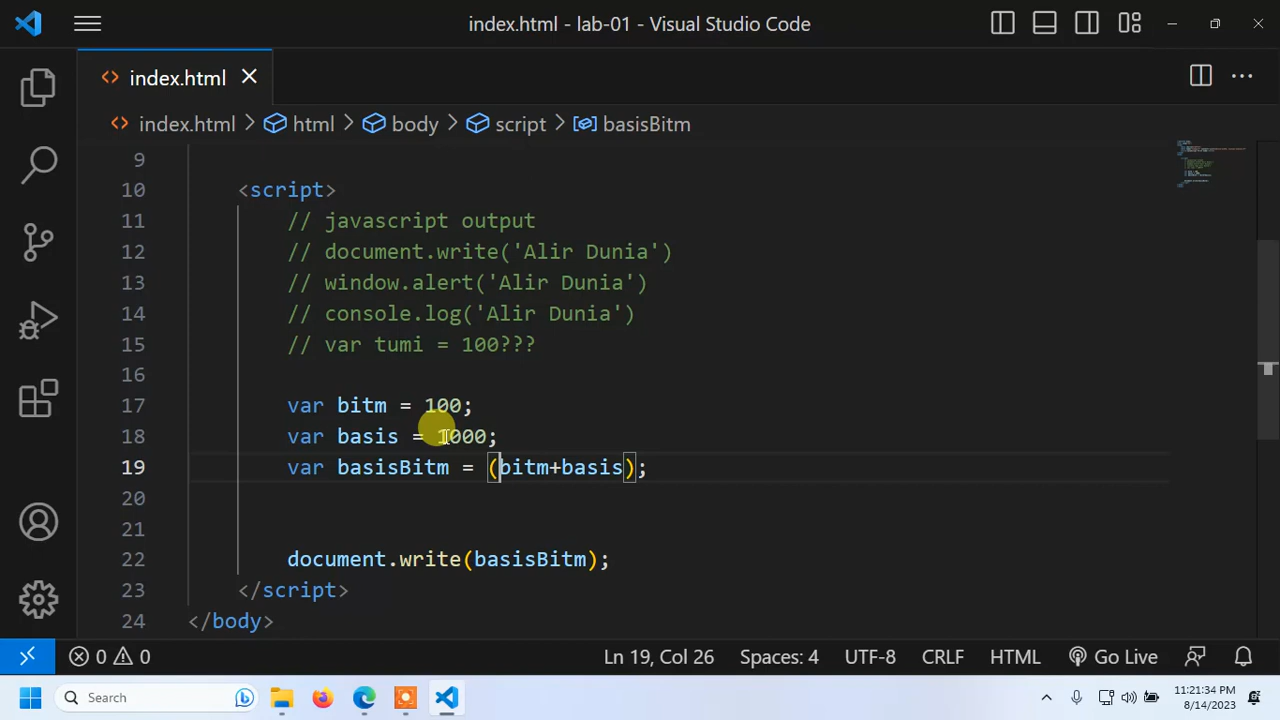 index.html - lab-01 - Visual Studio Code
index.html
index.html > html > body > script > basisBitm
9
10 <script>
11 // javascript output
12 // document.write('Alir Dunia')
13 // window.alert('Alir Dunia')
14 // console.log('Alir Dunia')
15 // var tumi = 100???
16
17 var bitm = 100;
18 var basis = 1000;
19 var basisBitm = (bitm+basis);
20
21
22 document.write(basisBitm);
23 </script>
24 </body>
0 0 Ln 19, Col 26 Spaces: 4 UTF-8 CRLF HTML Go Live
Search 11:21:34 PM
8/14/2023